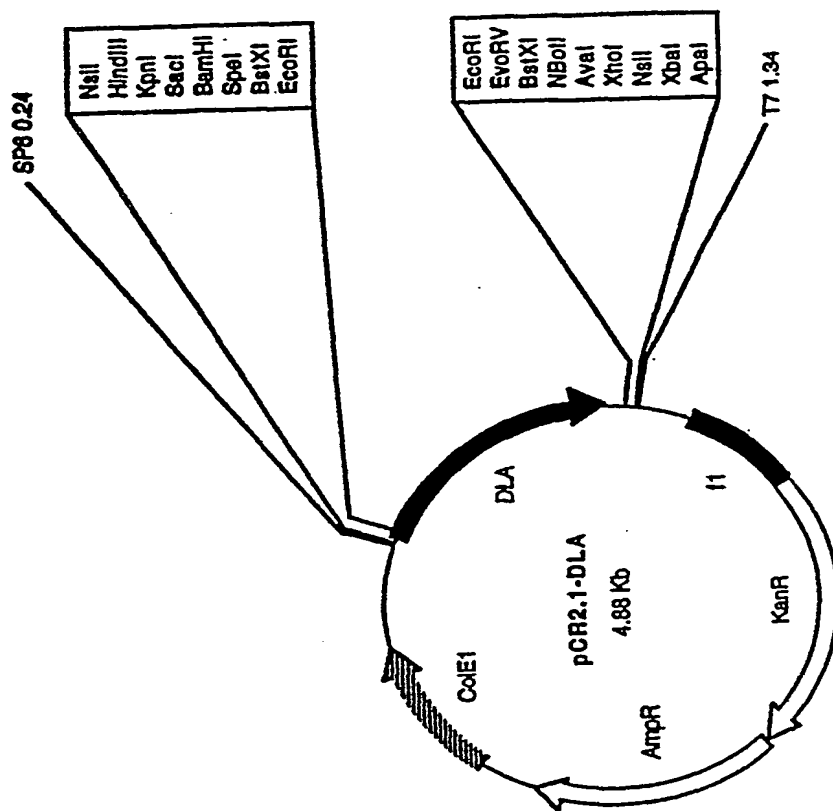 SP6 0.24
NsiI
HindIII
KpnI
SacI
BamHI
SpeI
BstXI
EcoRI
EcoRI
EvoRV
BstXI
NBotI
AvaI
XhoI
NsiI
XbaI
ApaI
T7 1.34
DLA
f1
KanR
AmpR
ColE1
pCR2.1-DLA
4.88 Kb